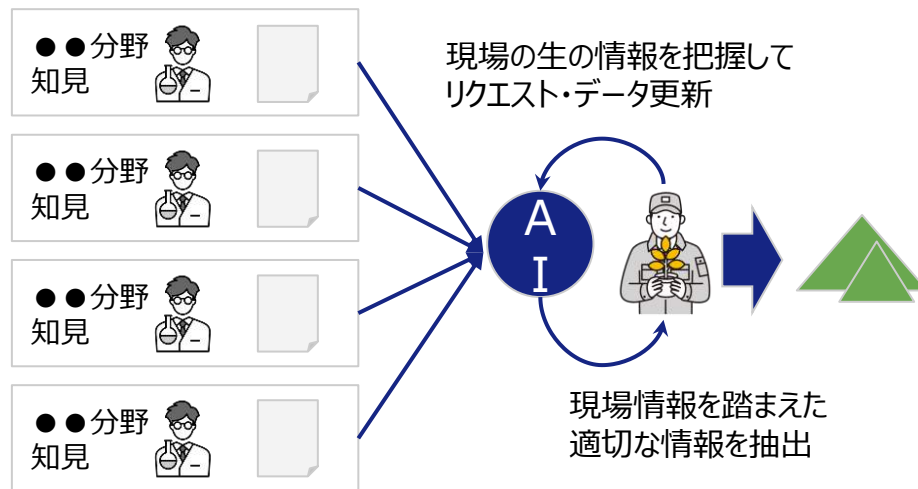 ●●分野
知見
●●分野
知見
●●分野
知見
●●分野
知見
現場の生の情報を把握して
リクエスト・データ更新
A
I
現場情報を踏まえた
適切な情報を抽出